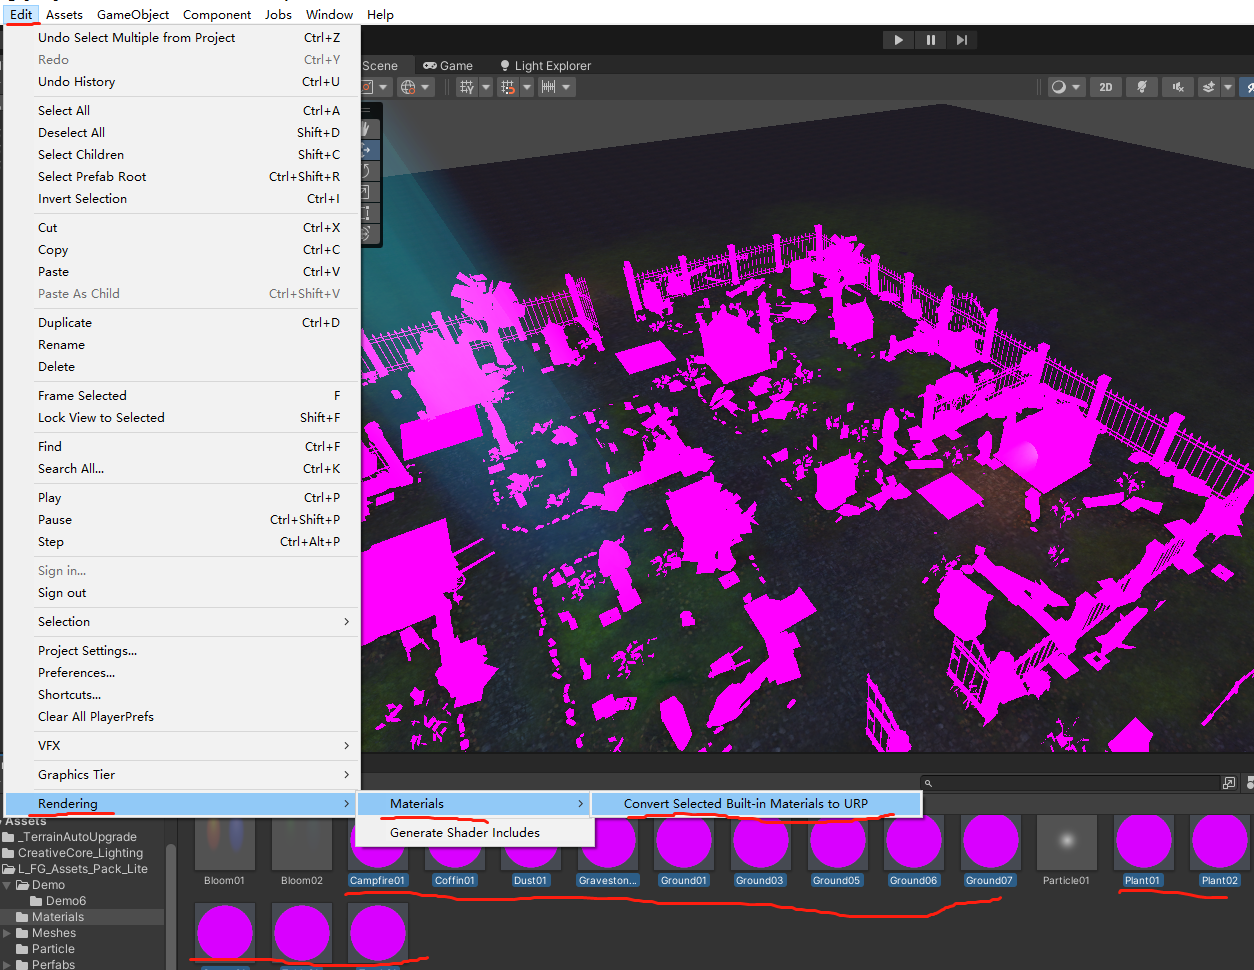 Edit Assets GameObject Component Jobs Window Help
Undo Select Multiple from Project Ctrl+Z
Redo Ctrl+Y
Undo History Ctrl+U
Select All Ctrl+A
Deselect All Shift+D
Select Children Shift+C
Select Prefab Root Ctrl+Shift+R
Invert Selection Ctrl+I
Cut Ctrl+X
Copy Ctrl+C
Paste Ctrl+V
Paste As Child Ctrl+Shift+V
Duplicate Ctrl+D
Rename
Delete
Frame Selected F
Lock View to Selected Shift+F
Find Ctrl+F
Search All... Ctrl+K
Play Ctrl+P
Pause Ctrl+Shift+P
Step Ctrl+Alt+P
Sign in...
Sign out
Selection
Project Settings...
Preferences...
Shortcuts...
Clear All PlayerPrefs
VFX
Graphics Tier
Rendering
Materials
Generate Shader Includes
Convert Selected Built-in Materials to URP
Scene Game Light Explorer
2D
Assets
_TerrainAutoUpgrade
CreativeCore_Lighting
L_FG_Assets_Pack_Lite
Demo
Demo6
Materials
Meshes
Particle
Perfabs
Bloom01 Bloom02 Campfire01 Coffin01 Dust01 Graveston... Ground01 Ground03 Ground05 Ground06 Ground07 Particle01 Plant01 Plant02